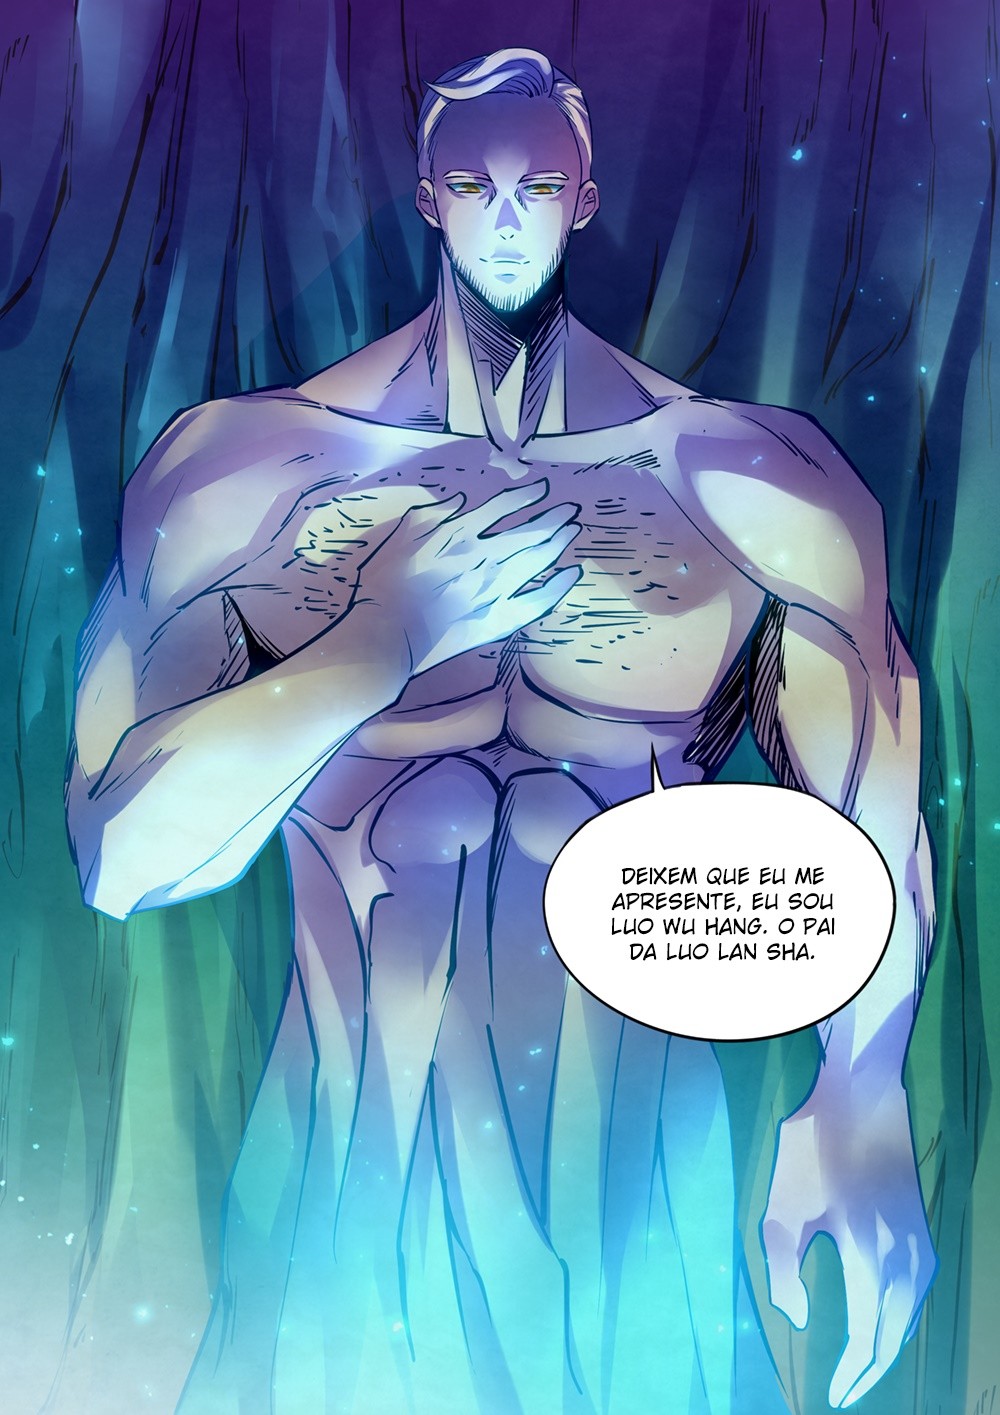 DEIXEM QUE EU ME
APRESENTE, EU SOU
LUO WU HANG. O PAI
DA LUO LAN SHA.